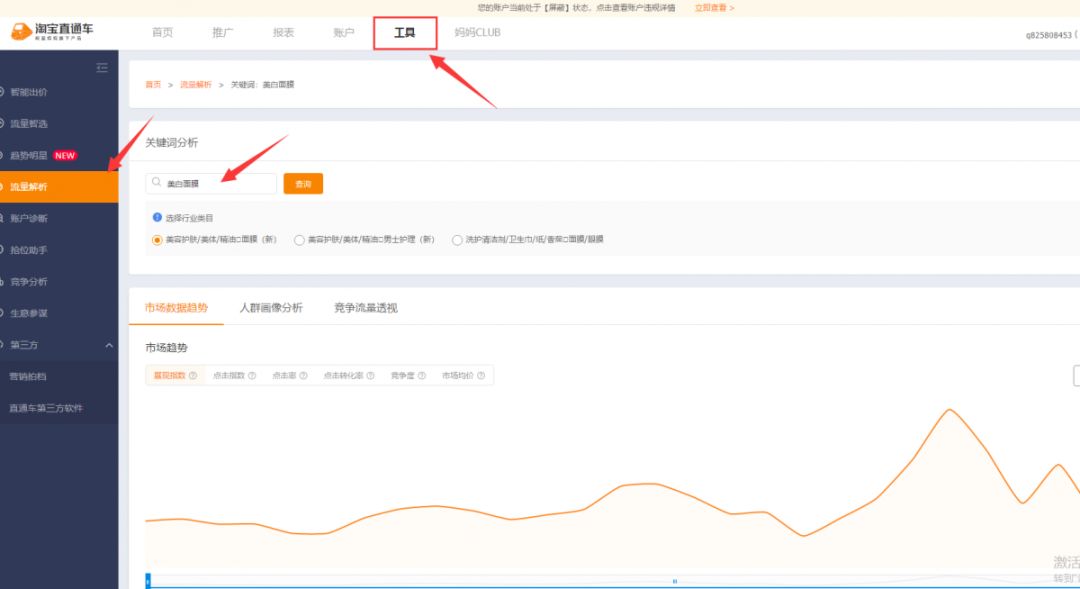 您的账户当前处于【屏蔽】状态，点击查看账户违规详情 立即查看 >
淘宝直通车
首页 推广 报表 账户 工具 妈妈CLUB
q825808453 (
智能出价
流量智选
趋势明星 NEW
流量解析
账户诊断
抢位助手
竞争分析
生意参谋
第三方
营销拍档
直通车第三方软件
首页 > 流量解析 > 关键词：美白面膜
关键词分析
美白面膜 查询
选择行业类目
美容护肤/美体/精油□面膜（新） 美容护肤/美体/精油□男士护理（新） 洗护清洁剂/卫生巾/纸/香薰□面膜/眼膜
市场数据趋势 人群画像分析 竞争流量透视
市场趋势
展现指数 点击指数 点击率 点击转化率 竞争度 市场均价
激活
转到"